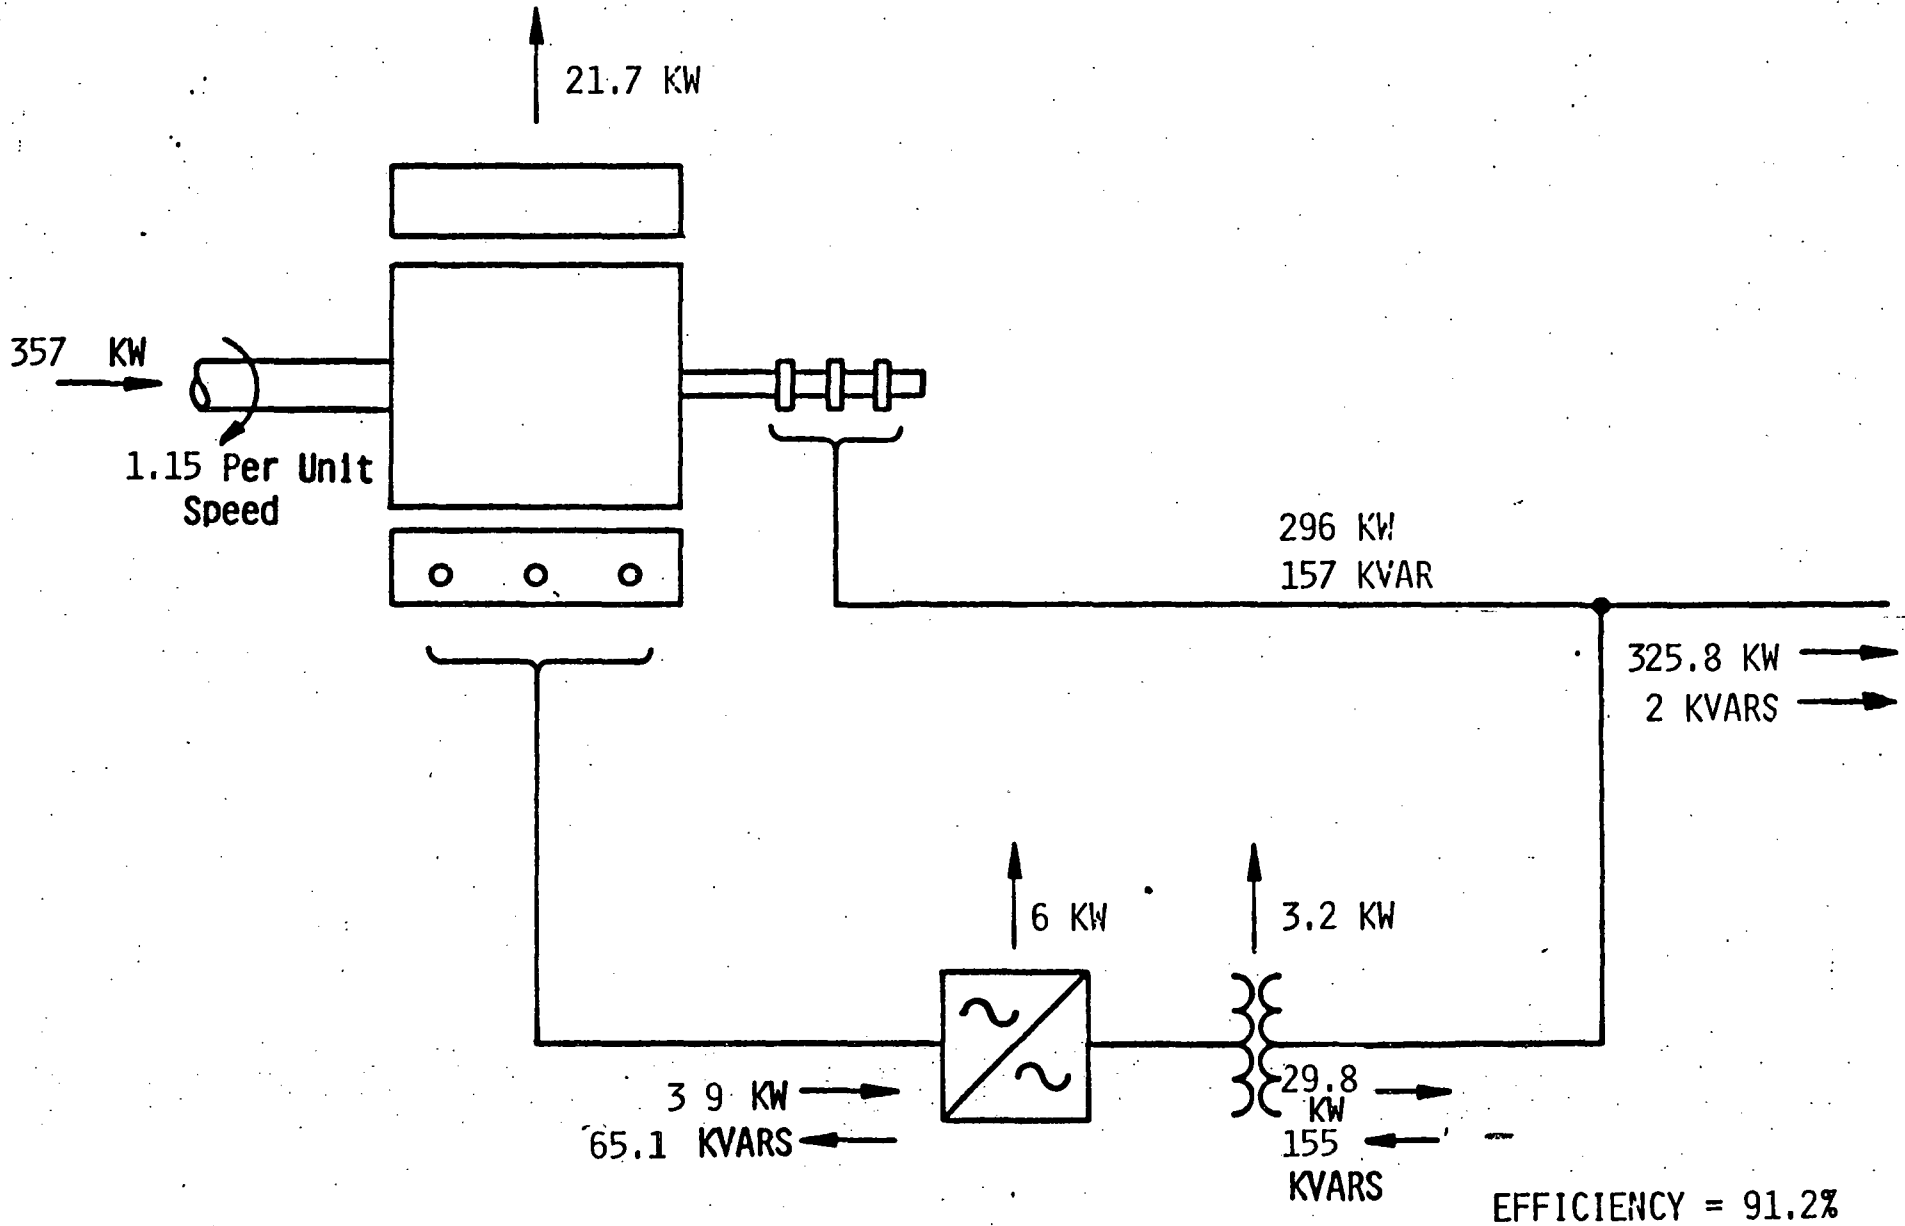 21.7 KW
357 KW
1.15 Per Unit
Speed
296 KW
157 KVAR
325.8 KW
2 KVARS
6 KW
3.2 KW
3 9 KW
65.1 KVARS
29.8
KW
155
KVARS
EFFICIENCY = 91.2%